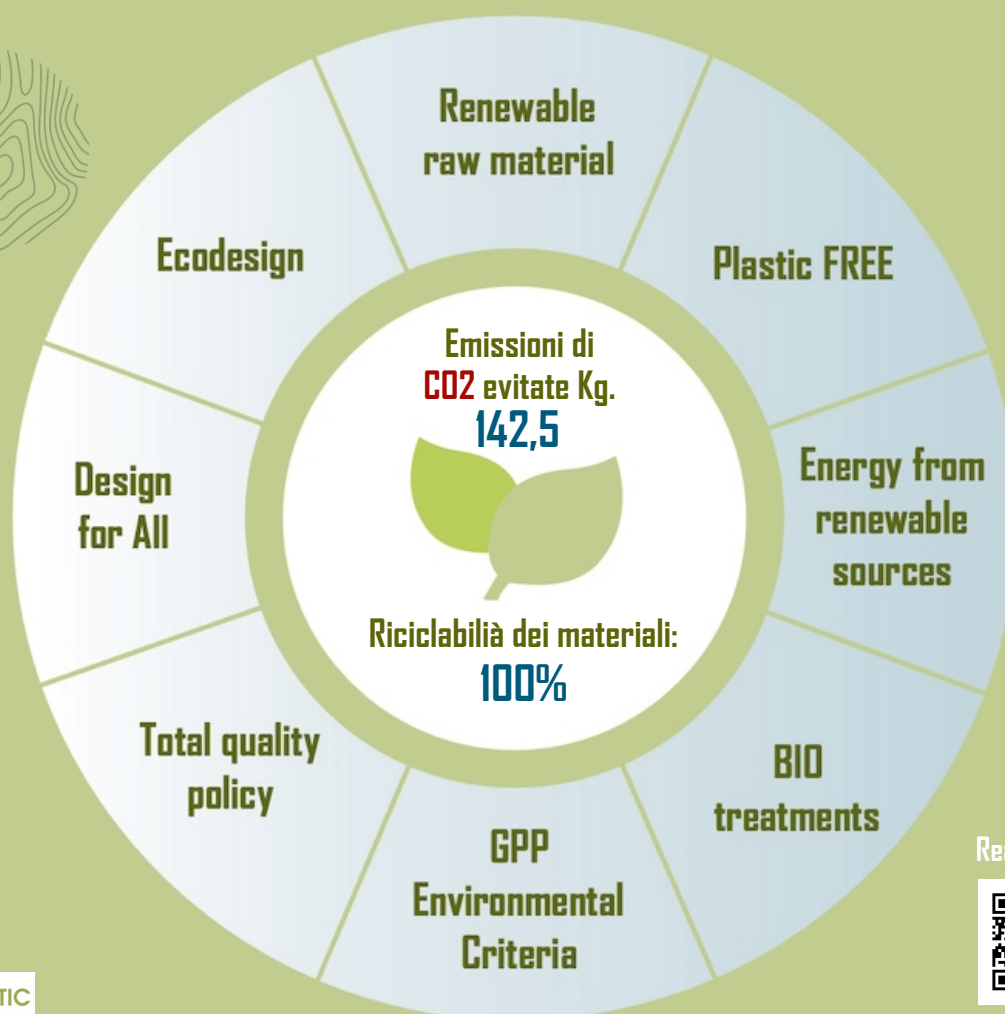 Renewable
raw material
Ecodesign
Plastic FREE
Emissioni di
CO2 evitate Kg.
142,5
Design
for All
Energy from
renewable
sources
Riciclabilià dei materiali:
100%
Total quality
policy
BIO
treatments
GPP
Environmental
Criteria